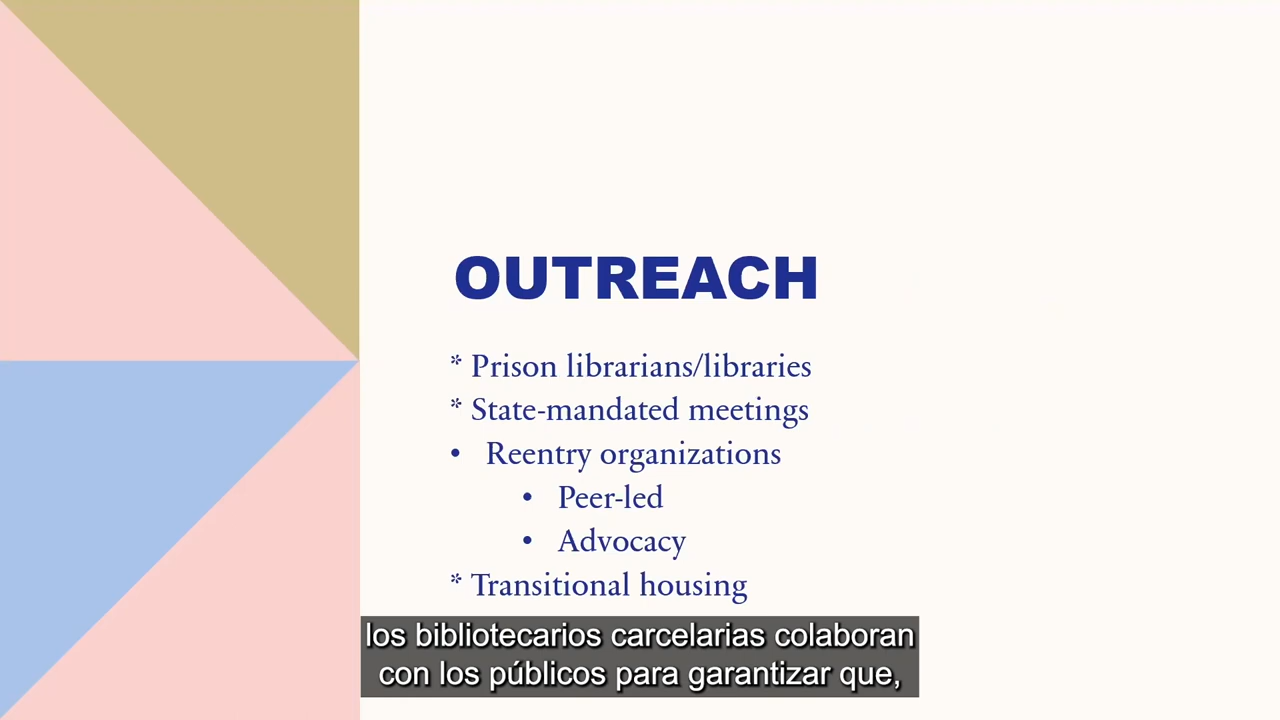 OUTREACH
* Prison librarians/libraries
* State-mandated meetings
• Reentry organizations
• Peer-led
• Advocacy
* Transitional housing
los bibliotecarios carcelarias colaboran
con los públicos para garantizar que,